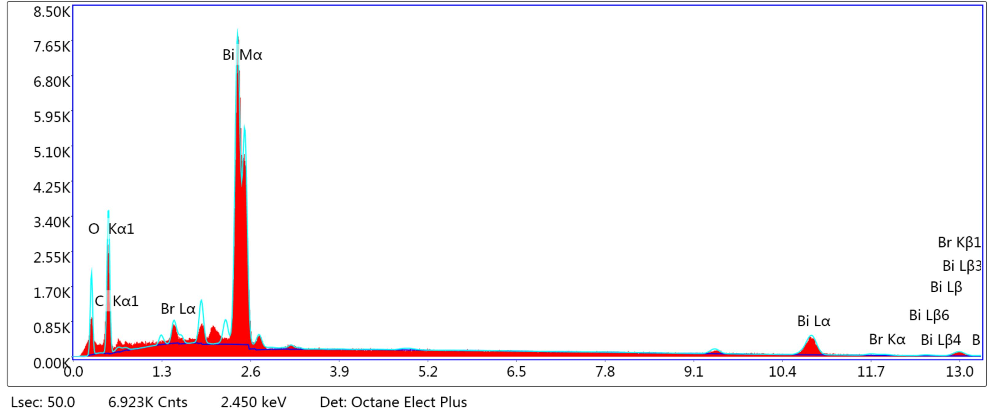 8.50K
7.65K
Bi Mα
6.80K
5.95K
5.10K
4.25K
3.40K
O Kα1
Br Kβ1
2.55K
Bi Lβ3
1.70K
Bi Lβ
C Kα1
Br Lα
Bi Lβ6
0.85K
Bi Lα
Br Kα
Bi Lβ4
B
0.00K
0.0 1.3 2.6 3.9 5.2 6.5 7.8 9.1 10.4 11.7 13.0
Lsec: 50.0 6.923K Cnts 2.450 keV Det: Octane Elect Plus